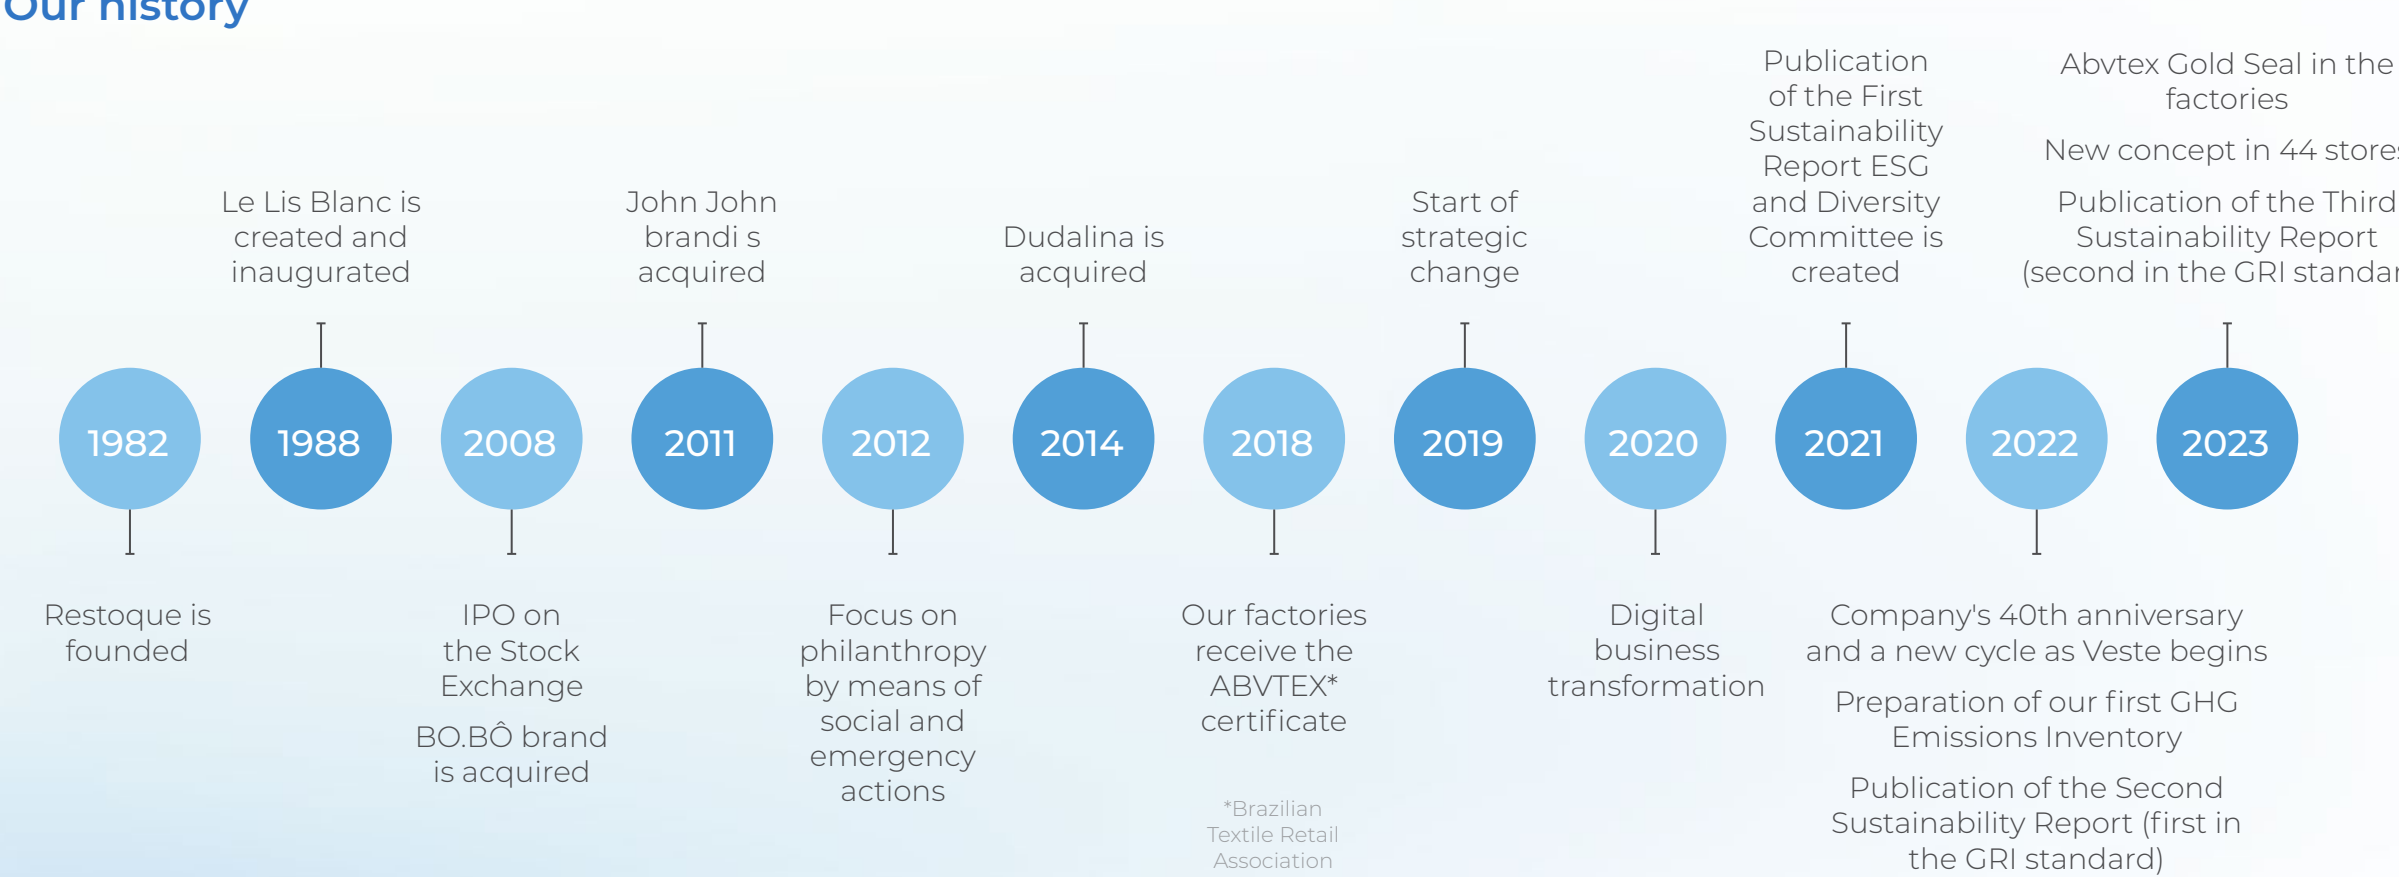 Our history
Publication
of the First
Sustainability
Report ESG
and Diversity
Committee is
created
Abvtex Gold Seal in the
factories
New concept in 44 stores
Publication of the Third
Sustainability Report
(second in the GRI
Le Lis Blanc is
created and
inaugurated
John John
brandi s
acquired
Dudalina is
acquired
Start of
strategic
change
1982
1988
2008
2011
2012
2014
2018
2019
2020
2021
2022
2023
Restoque is
founded
IPO on
the Stock
Exchange
BO.BÔ brand
is acquired
Focus on
philanthropy
by means of
social and
emergency
actions
Our factories
receive the
ABVTEX*
certificate
*Brazilian
Textile Retail
Association
Digital
business
transformation
Company's 40th anniversary
and a new cycle as Veste begins
Preparation of our first GHG
Emissions Inventory
Publication of the Second
Sustainability Report (first in
the GRI standard)